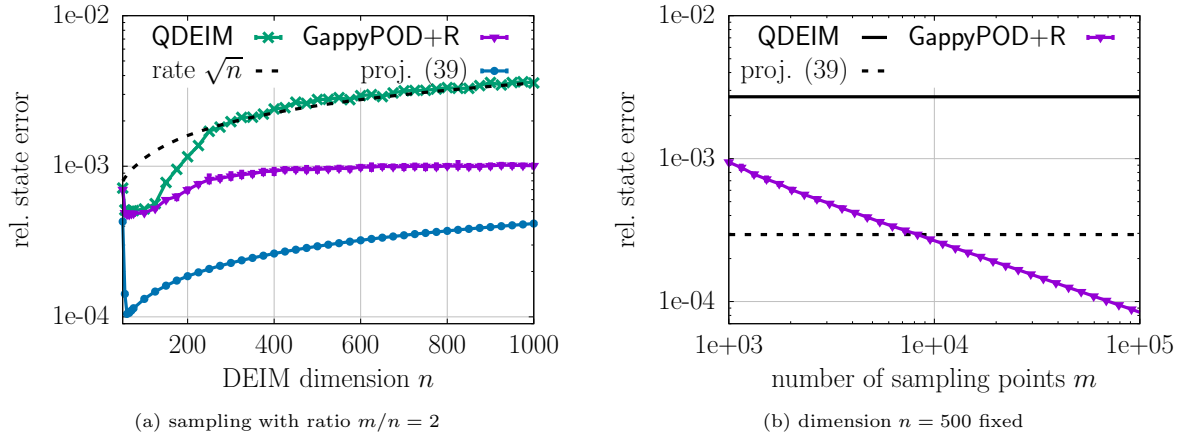 1e-02
QDEIM GappyPOD+R
rate √n proj. (39)
1e-03
1e-04
rel. state error
200 400 600 800 1000
DEIM dimension n
(a) sampling with ratio m/n = 2
1e-02
QDEIM GappyPOD+R
proj. (39)
1e-03
1e-04
rel. state error
1e+03 1e+04 1e+05
number of sampling points m
(b) dimension n = 500 fixed